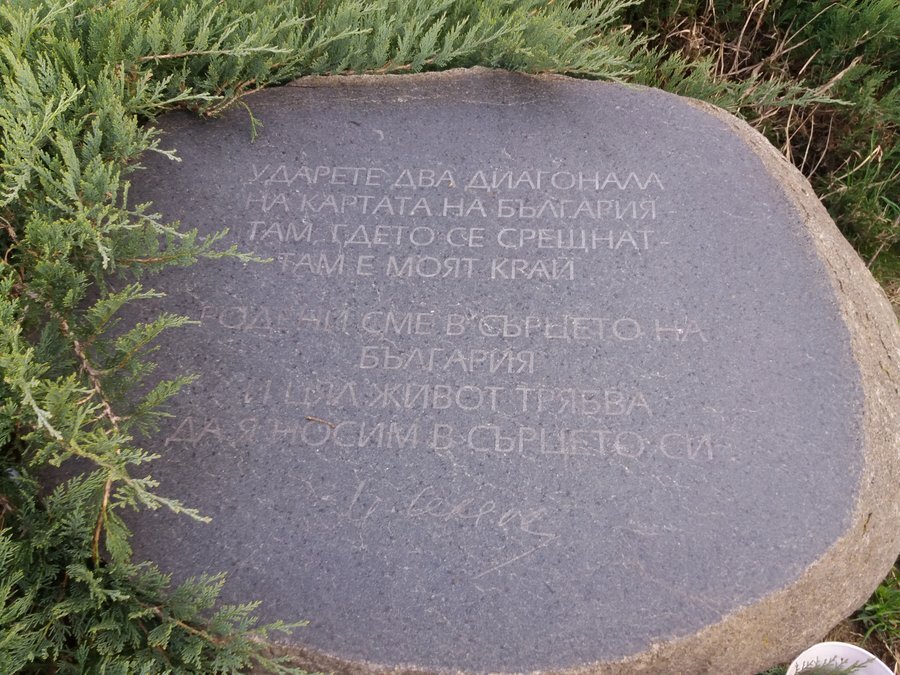 УДАРЕТЕ ДВА ДИАГОНАЛА
НА КАРТАТА НА БЪЛГАРИЯ -
ТАМ, ГДЕТО СЕ СРЕЩНАТ -
ТАМ Е МОЯТ КРАЙ
РОДЕНИ СМЕ В СЪРЦЕТО НА
БЪЛГАРИЯ
И ЦЯЛ ЖИВОТ ТРЯБВА
ДА Я НОСИМ В СЪРЦЕТО СИ